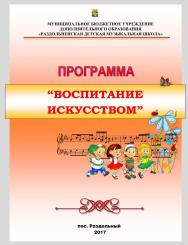 МУНИЦИПАЛЬНОЕ БЮДЖЕТНОЕ УЧРЕЖДЕНИЕ
ДОПОЛНИТЕЛЬНОГО ОБРАЗОВАНИЯ
«РАЗДОЛЬНЕНСКАЯ ДЕТСКАЯ МУЗЫКАЛЬНАЯ ШКОЛА»
ПРОГРАММА
“ВОСПИТАНИЕ
ИСКУССТВОМ”
пос. Раздольный
2017